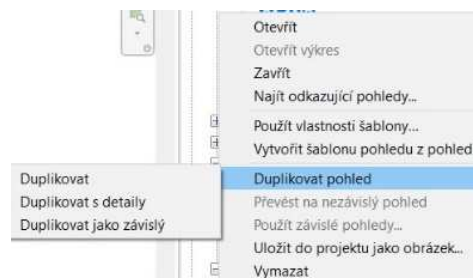 Otevřít
Otevřít výkres
Zavřít
Najít odkazující pohledy...
Použít vlastnosti šablony...
Vytvořit šablonu pohledu z pohled
Duplikovat pohled
Převést na nezávislý pohled
Použít závislé pohledy...
Uložit do projektu jako obrázek...
Vymazat
Duplikovat
Duplikovat s detaily
Duplikovat jako závislý